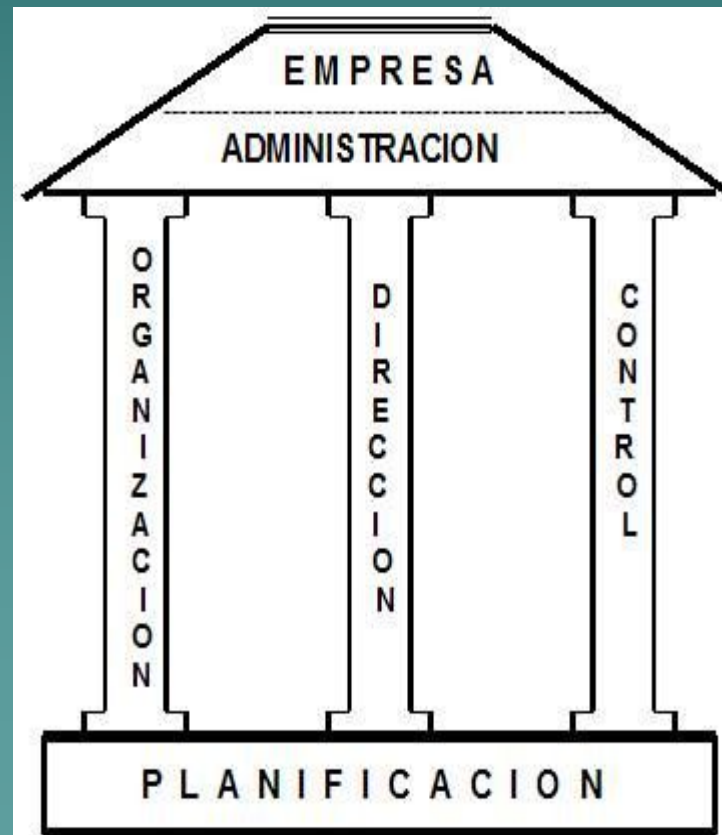 EMPRESA
ADMINISTRACION
ORGANIZACION
DIRECCION
CONTROL
PLANIFICACION